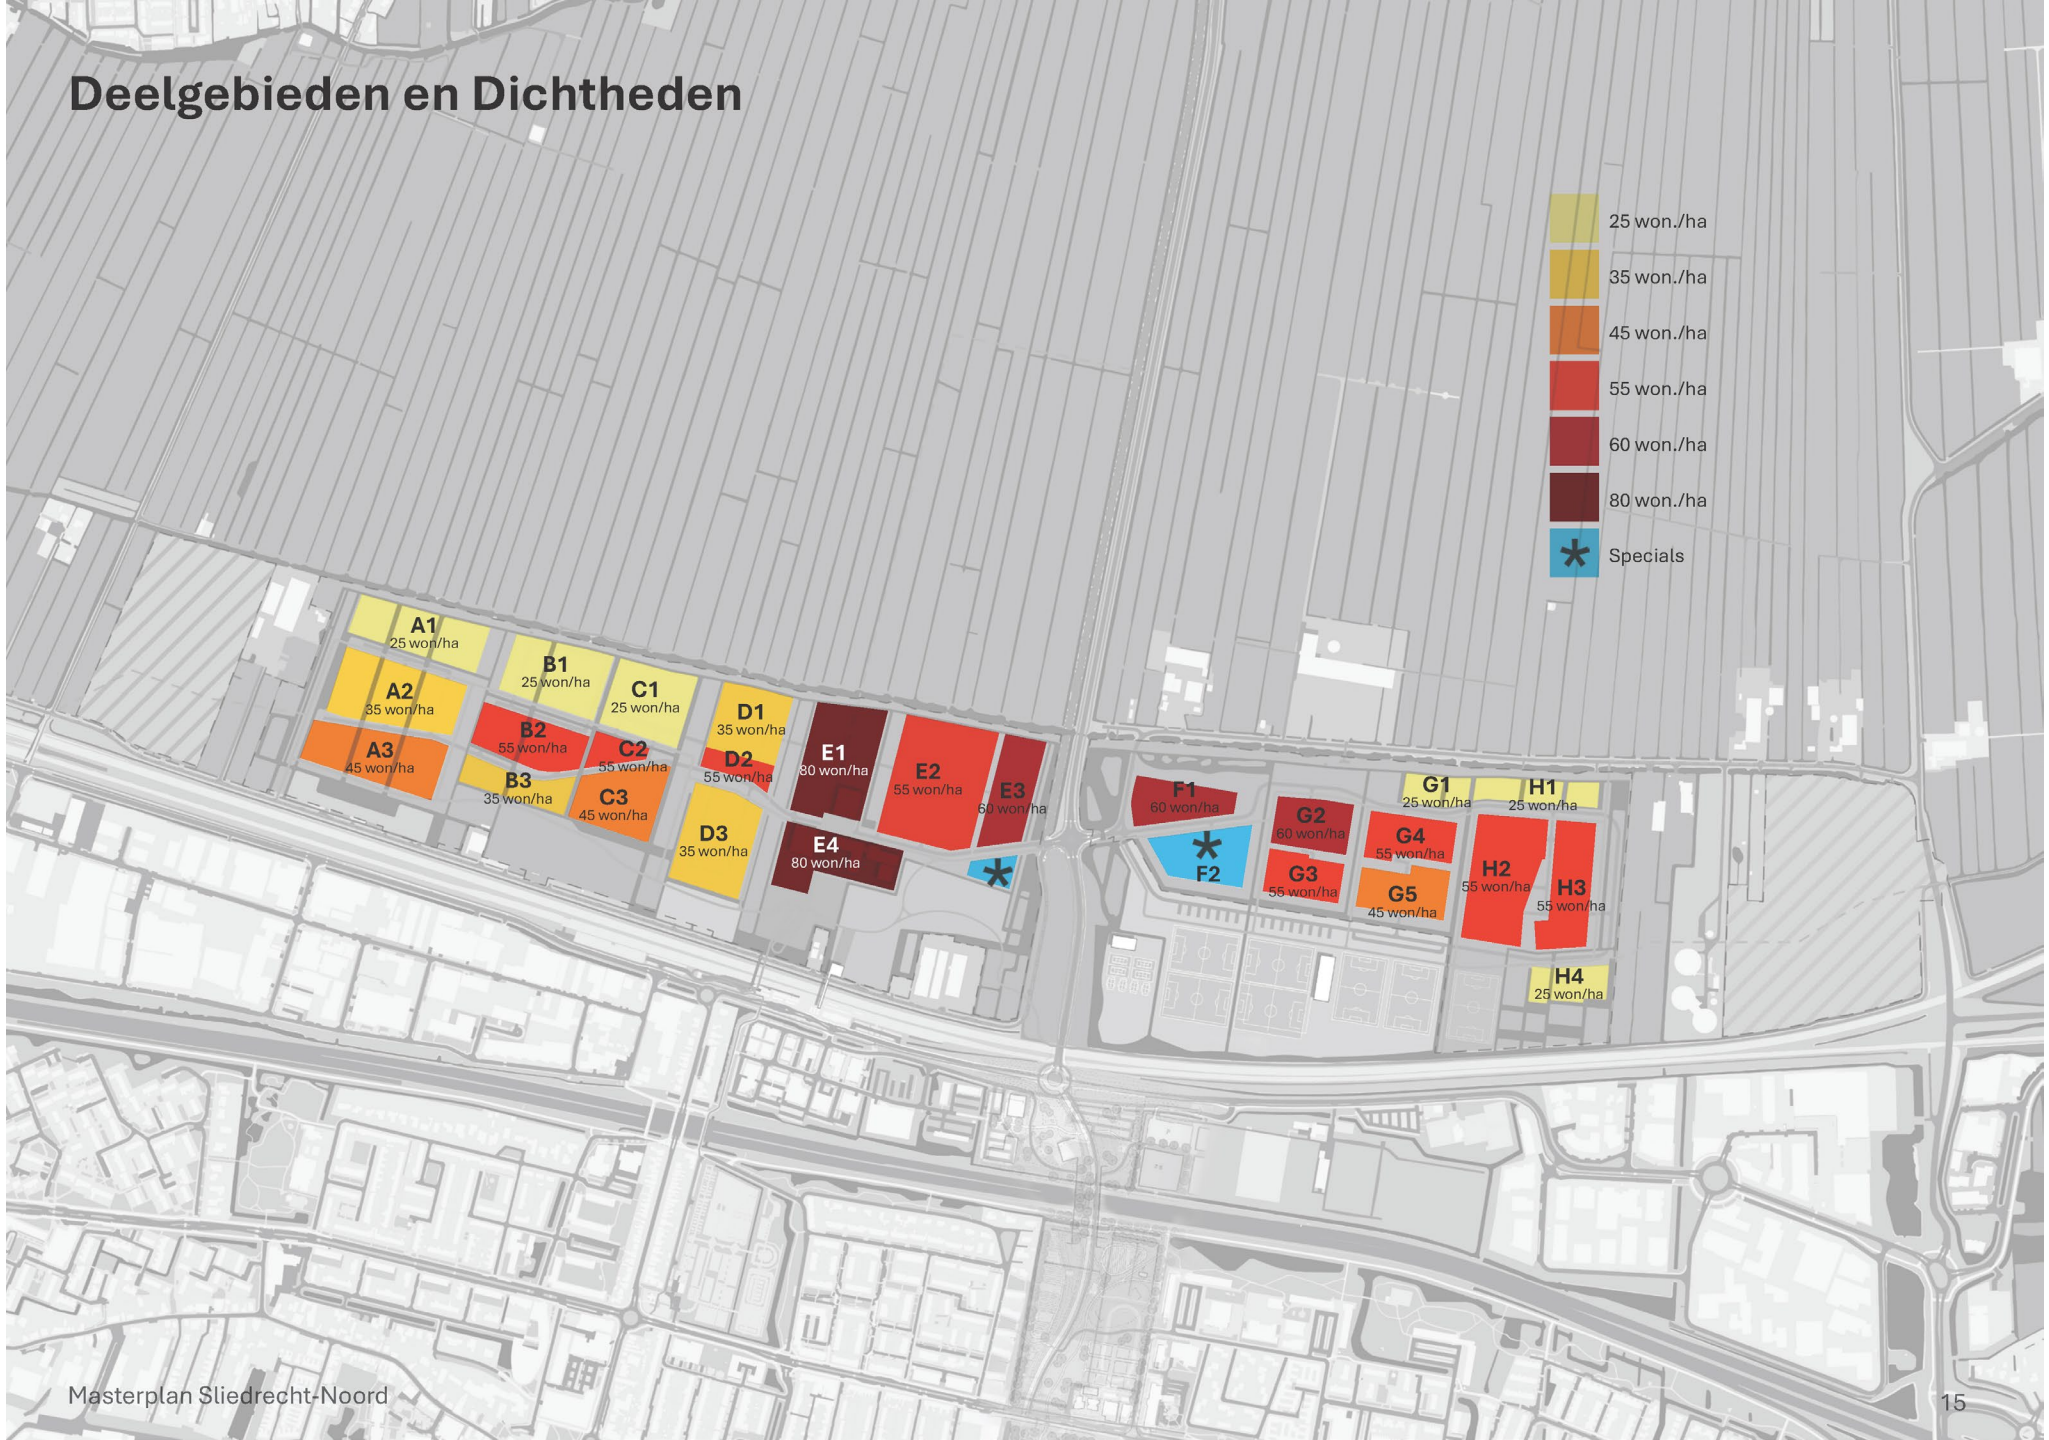 Deelgebieden en Dichtheden
25 won./ha
35 won./ha
45 won./ha
55 won./ha
60 won./ha
80 won./ha
* Specials
A1
25 won/ha
A2
35 won/ha
A3
45 won/ha
B1
25 won/ha
B2
55 won/ha
B3
35 won/ha
C1
25 won/ha
C2
55 won/ha
C3
45 won/ha
D1
35 won/ha
D2
55 won/ha
D3
35 won/ha
E1
80 won/ha
E2
55 won/ha
E3
60 won/ha
E4
80 won/ha
*
F1
60 won/ha
*
F2
G1
25 won/ha
G2
60 won/ha
G3
55 won/ha
G4
55 won/ha
G5
45 won/ha
H1
25 won/ha
H2
55 won/ha
H3
55 won/ha
H4
25 won/ha
Masterplan Sliedrecht-Noord
15